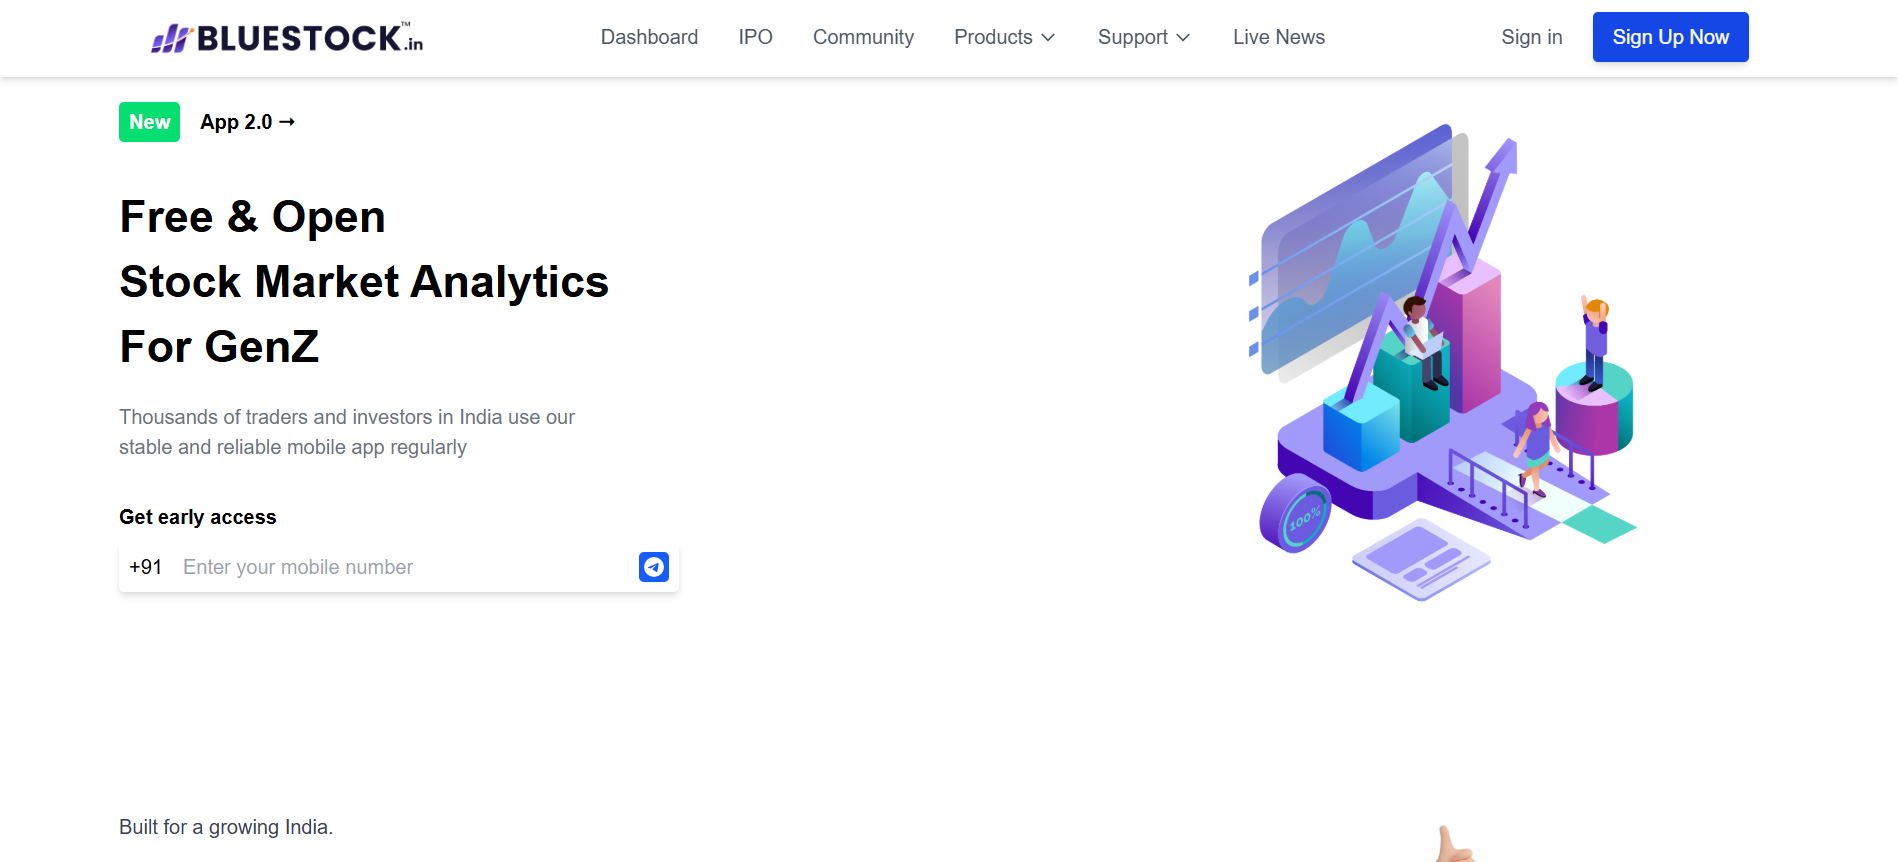 BLUESTOCK™.in
Dashboard
IPO
Community
Products
Support
Live News
Sign in
Sign Up Now
New
App 2.0 →
Free & Open
Stock Market Analytics
For GenZ
Thousands of traders and investors in India use our
stable and reliable mobile app regularly
Get early access
+91 Enter your mobile number
100%
Built for a growing India.